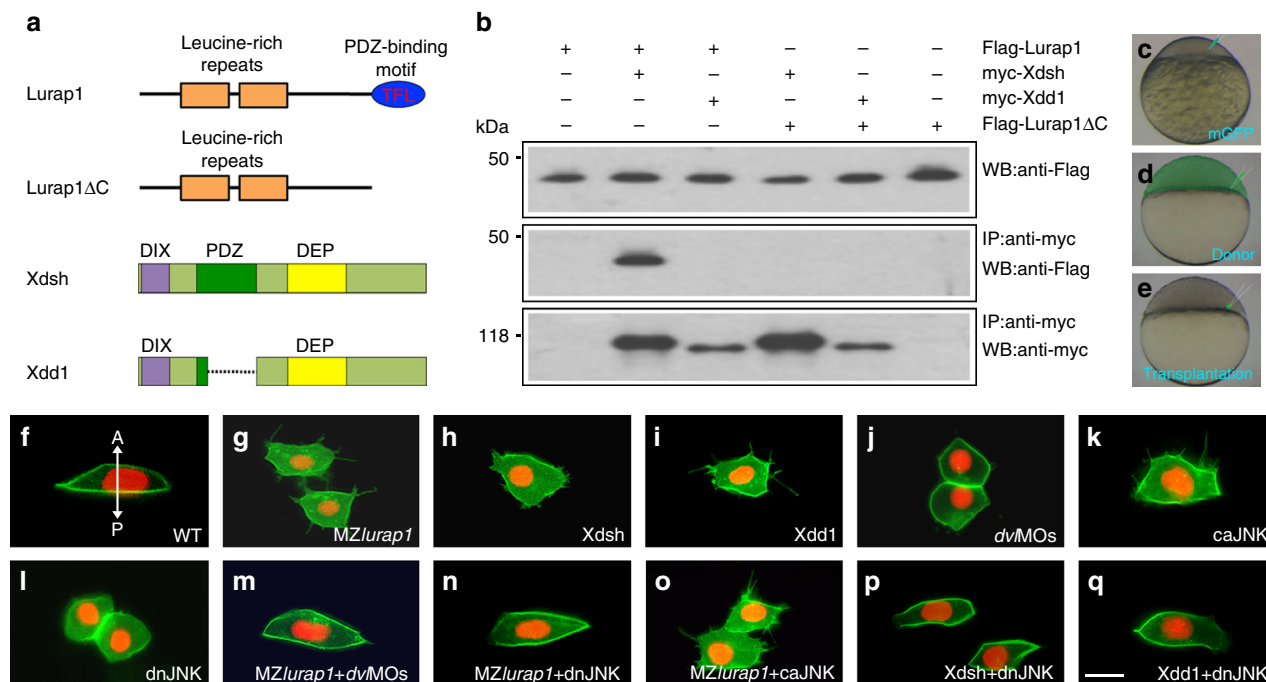 a
Leucine-rich
repeats
PDZ-binding
motif
Lurap1
TFL
Leucine-rich
repeats
Lurap1ΔC
DIX PDZ DEP
Xdsh
DIX DEP
Xdd1
b
+ + + – – – Flag-Lurap1
– + – + – – myc-Xdsh
– – + – + – myc-Xdd1
– – – + + + Flag-Lurap1ΔC
kDa
50
WB:anti-Flag
50
IP:anti-myc
WB:anti-Flag
118
IP:anti-myc
WB:anti-myc
c
mGFP
d
Donor
e
Transplantation
f
A
P
WT
g
MZlurap1
h
Xdsh
i
Xdd1
j
dvlMOs
k
caJNK
l
dnJNK
m
MZlurap1+dvlMOs
n
MZlurap1+dnJNK
o
MZlurap1+caJNK
p
Xdsh+dnJNK
q
Xdd1+dnJNK